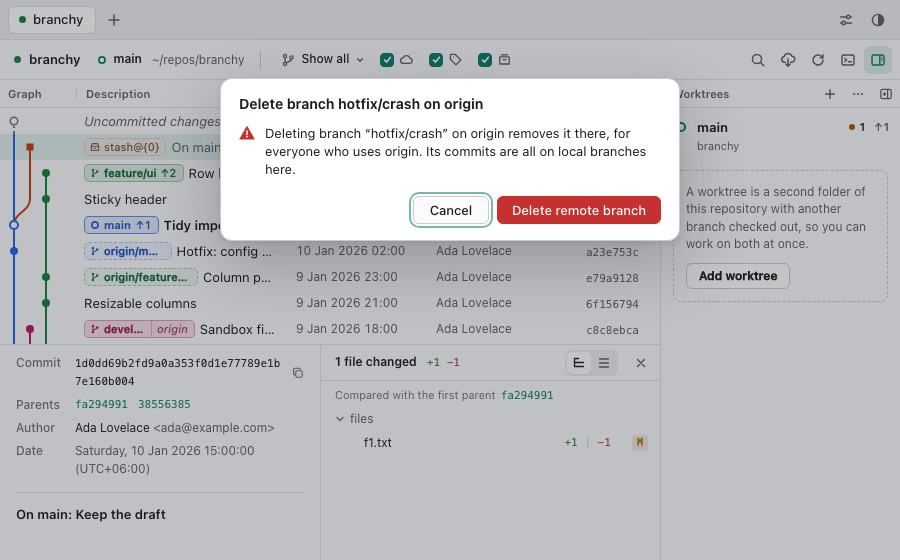 branchy
branchy main ~/repos/branchy Show all
Graph Description Worktrees
Uncommitted changes
stash@{0} On main
feature/ui ↑2 Row
Sticky header
main ↑1 Tidy impo
origin/m... Hotfix: config ... 10 Jan 2026 02:00 Ada Lovelace a23e753c
origin/feature... Column p... 9 Jan 2026 23:00 Ada Lovelace e79a9128
Resizable columns 9 Jan 2026 21:00 Ada Lovelace 6f156794
devel... origin Sandbox fi... 9 Jan 2026 18:00 Ada Lovelace c8c8ebca
Delete branch hotfix/crash on origin
Deleting branch “hotfix/crash” on origin removes it there, for
everyone who uses origin. Its commits are all on local branches
here.
Cancel Delete remote branch
main 1 ↑1
branchy
A worktree is a second folder of
this repository with another
branch checked out, so you can
work on both at once.
Add worktree
Commit 1d0dd69b2fd9a0a353f0d1e77789e1b
7e160b004
Parents fa294991 38556385
Author Ada Lovelace <ada@example.com>
Date Saturday, 10 Jan 2026 15:00:00
(UTC+06:00)
On main: Keep the draft
1 file changed +1 −1
Compared with the first parent fa294991
files
f1.txt +1 −1 M